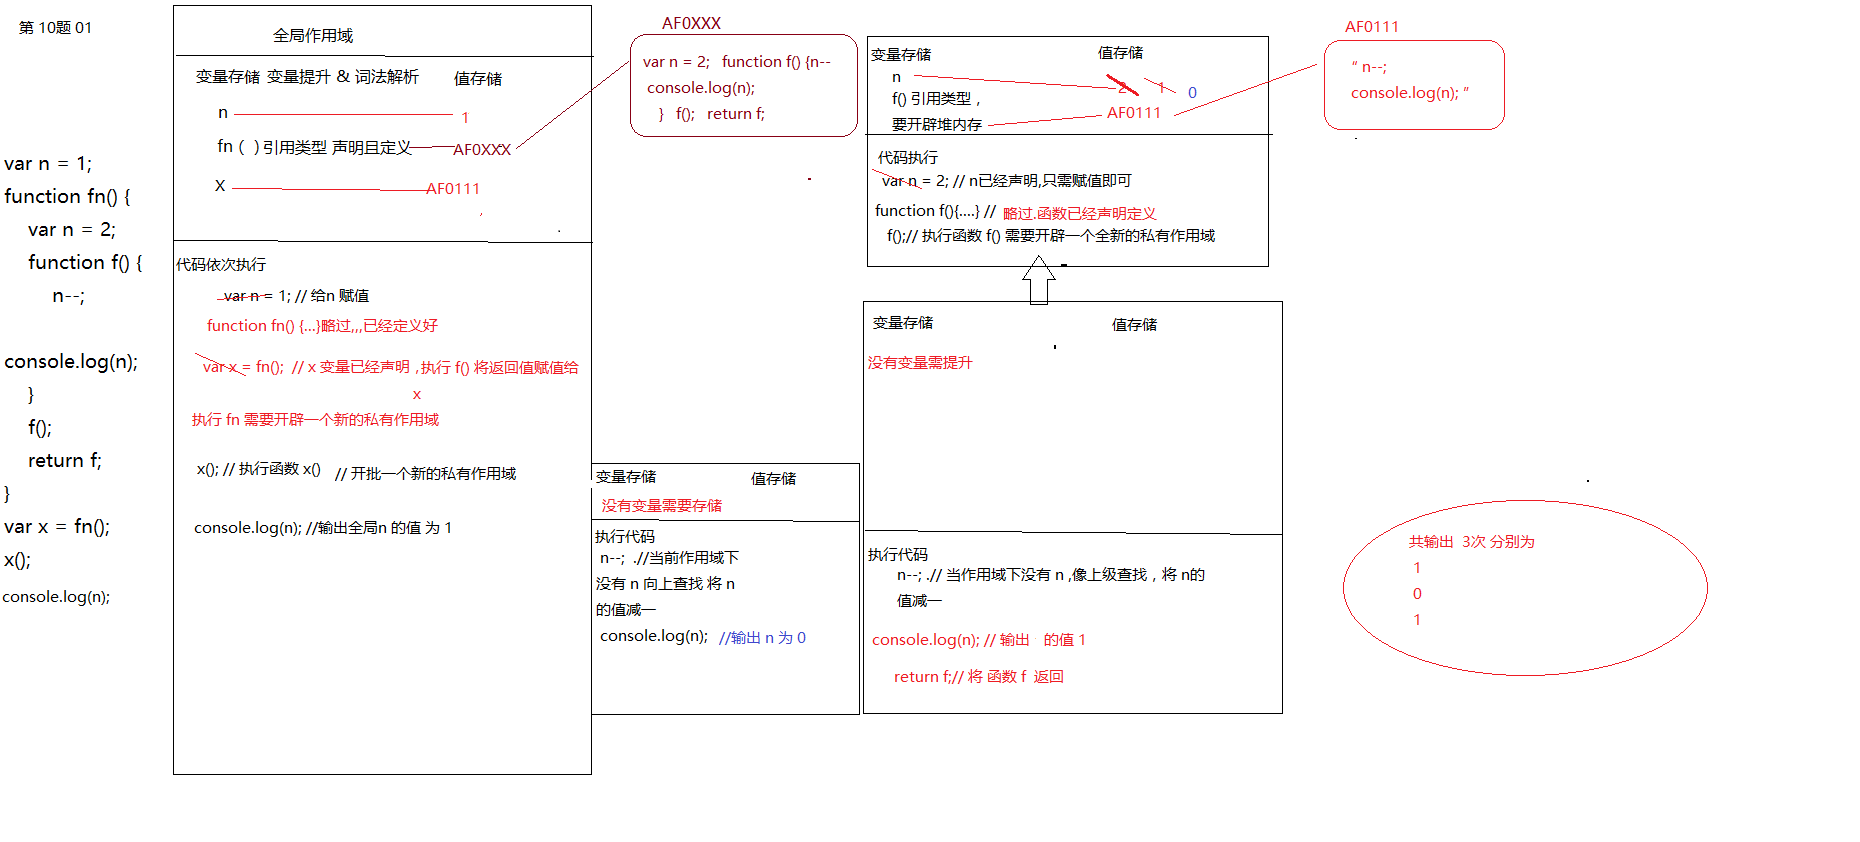 第 10题 01
var n = 1;
function fn() {
var n = 2;
function f() {
n--;
console.log(n);
}
f();
return f;
}
var x = fn();
x();
console.log(n);
全局作用域
变量存储 变量提升 & 词法解析 值存储
n 1
fn ( ) 引用类型 声明且定义 AF0XXX
X AF0111
代码依次执行
var n = 1; // 给n 赋值
function fn() {...}略过,,,已经定义好
var x = fn(); // x 变量已经声明 , 执行 f() 将返回值赋值给
x
执行 fn 需要开辟一个新的私有作用域
x(); // 执行函数 x() // 开批一个新的私有作用域
console.log(n); //输出全局n 的值 为 1
AF0XXX
var n = 2; function f() {n--
console.log(n);
} f(); return f;
变量存储 值存储
没有变量需要存储
执行代码
n--; .//当前作用域下
没有 n 向上查找 将 n
的值减一
console.log(n); //输出 n 为 0
变量存储 值存储
n 2 1 0
f() 引用类型 ,
要开辟堆内存 AF0111
代码执行
var n = 2; // n已经声明,只需赋值即可
function f(){....} // 略过.函数已经声明定义
f();// 执行函数 f() 需要开辟一个全新的私有作用域
变量存储 值存储
没有变量需提升
执行代码
n--; .// 当作用域下没有 n ,像上级查找 , 将 n的
值减一
console.log(n); // 输出 的值 1
return f;// 将 函数 f 返回
AF0111
“ n--;
console.log(n); ”
共输出 3次 分别为
1
0
1